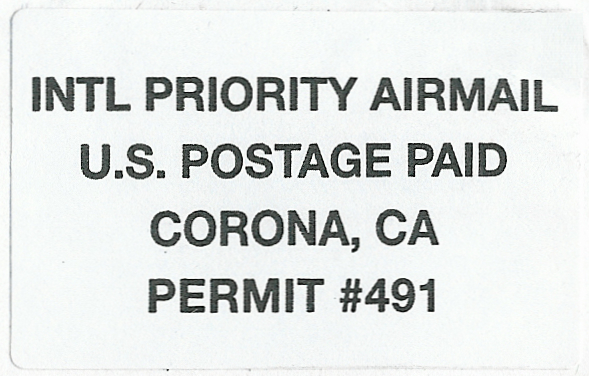 INTL PRIORITY AIRMAIL
U.S. POSTAGE PAID
CORONA, CA
PERMIT #491